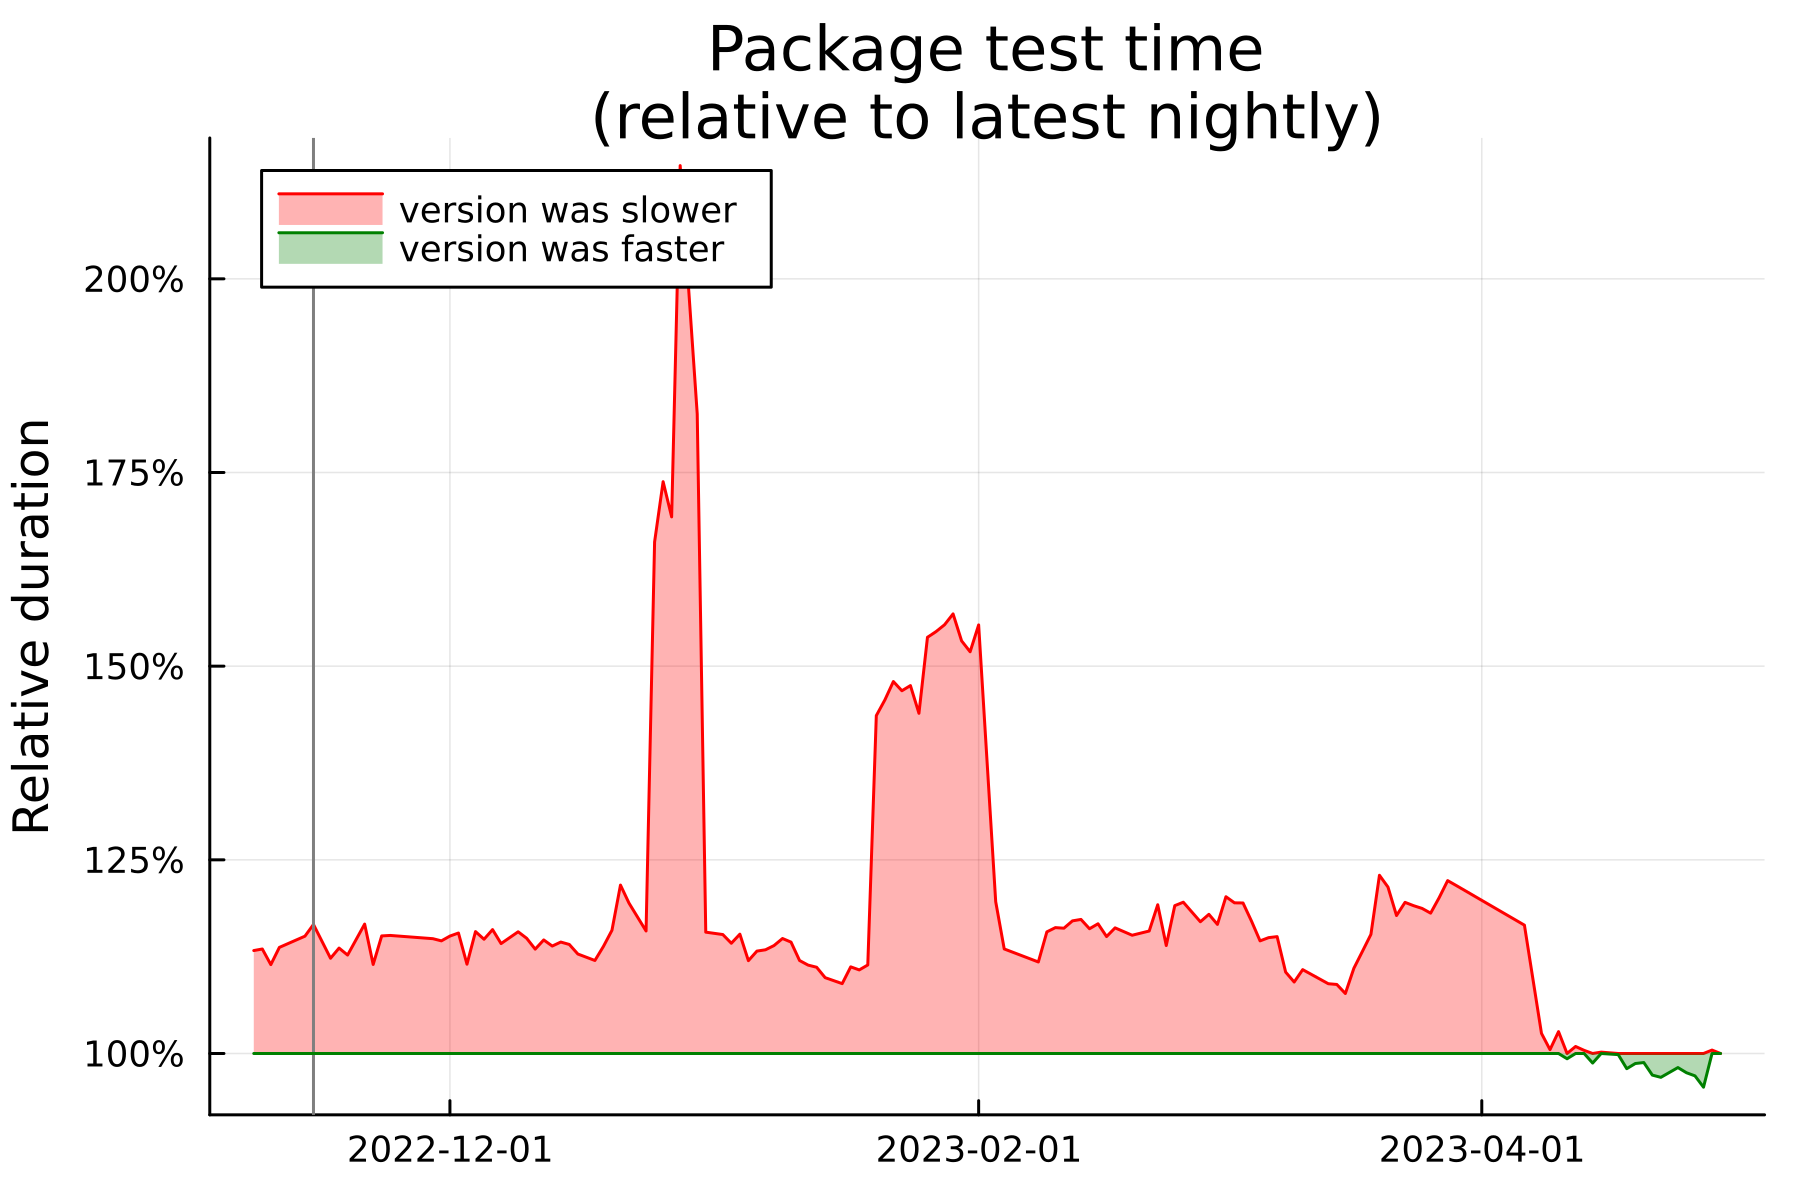 Package test time
(relative to latest nightly)
version was slower
version was faster
Relative duration
200%
175%
150%
125%
100%
2022-12-01
2023-02-01
2023-04-01